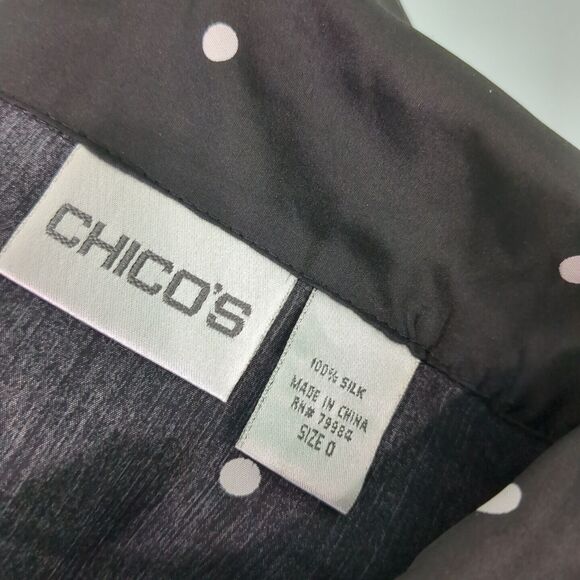 CHICO'S
100% SILK
MADE IN CHINA
RN# 79984
SIZE 0